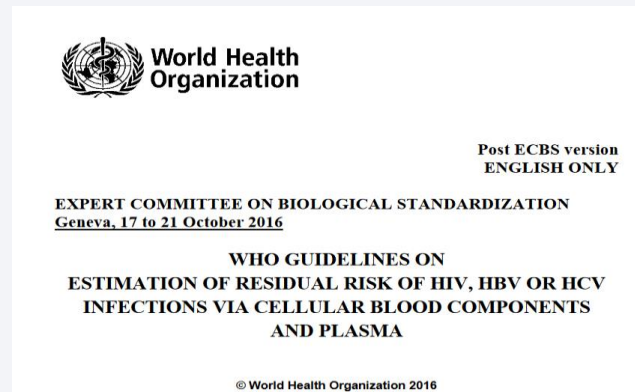 World Health
Organization
Post ECBS version
ENGLISH ONLY
EXPERT COMMITTEE ON BIOLOGICAL STANDARDIZATION
Geneva, 17 to 21 October 2016
WHO GUIDELINES ON
ESTIMATION OF RESIDUAL RISK OF HIV, HBV OR HCV
INFECTIONS VIA CELLULAR BLOOD COMPONENTS
AND PLASMA
© World Health Organization 2016